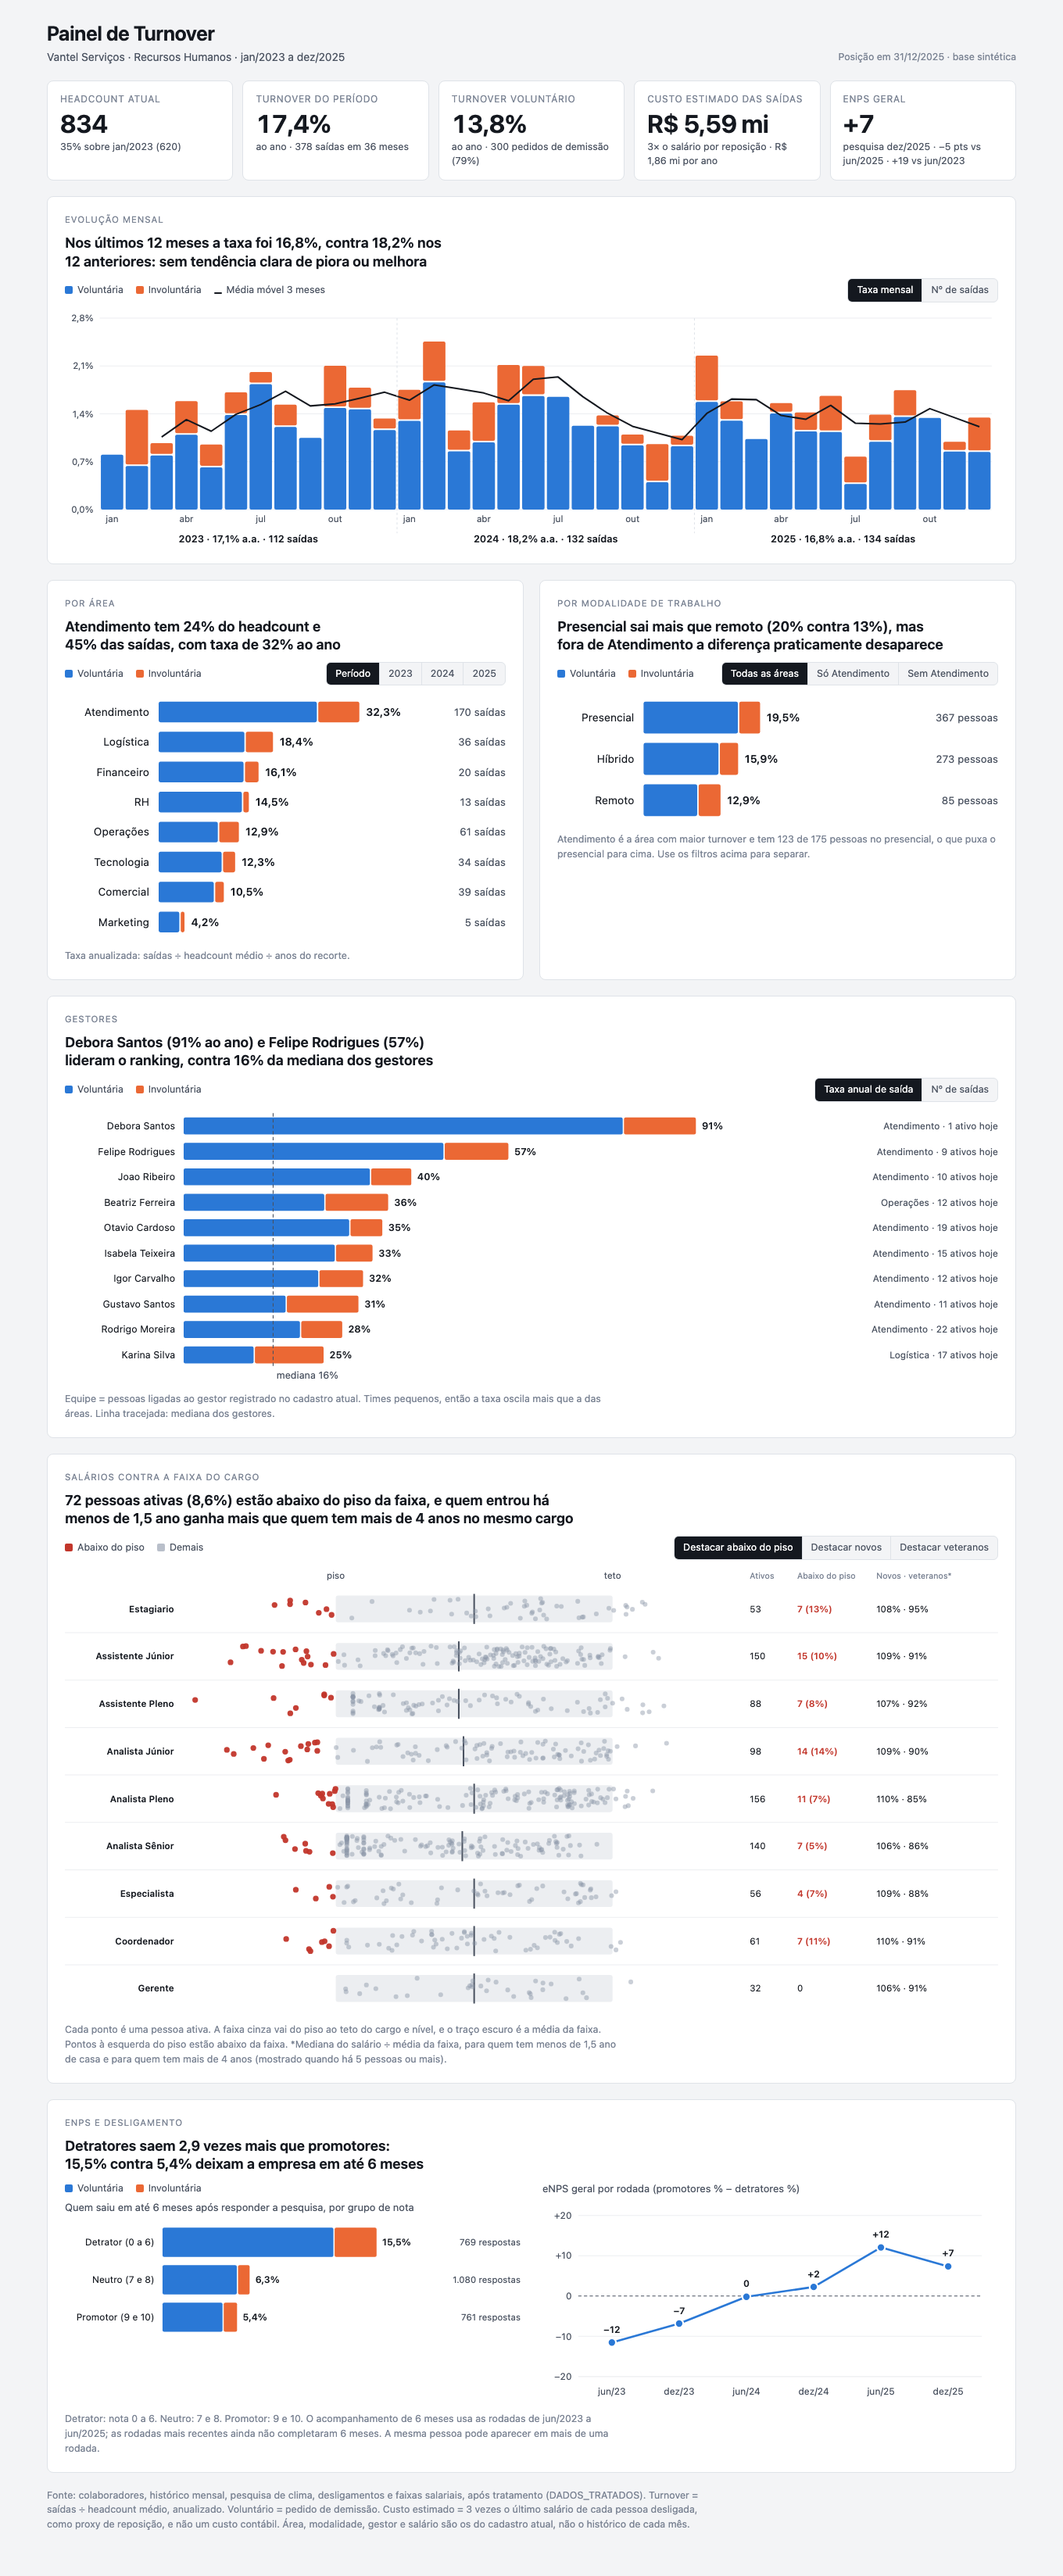 Painel de Turnover
Vantel Serviços · Recursos Humanos · jan/2023 a dez/2025
Posição em 31/12/2025 · base sintética
HEADCOUNT ATUAL
834
35% sobre jan/2023 (620)
TURNOVER DO PERÍODO
17,4%
ao ano · 378 saídas em 36 meses
TURNOVER VOLUNTÁRIO
13,8%
ao ano · 300 pedidos de demissão
(79%)
CUSTO ESTIMADO DAS SAÍDAS
R$ 5,59 mi
3× o salário por reposição · R$
1,86 mi por ano
ENPS GERAL
+7
pesquisa dez/2025 · −5 pts vs
jun/2025 · +19 vs jun/2023
EVOLUÇÃO MENSAL
Nos últimos 12 meses a taxa foi 16,8%, contra 18,2% nos
12 anteriores: sem tendência clara de piora ou melhora
Voluntária Involuntária Média móvel 3 meses
Taxa mensal Nº de saídas
2,8%
2,1%
1,4%
0,7%
0,0%
jan abr jul out jan abr jul out jan abr jul out
2023 · 17,1% a.a. · 112 saídas 2024 · 18,2% a.a. · 132 saídas 2025 · 16,8% a.a. · 134 saídas
POR ÁREA
Atendimento tem 24% do headcount e
45% das saídas, com taxa de 32% ao ano
Voluntária Involuntária
Período 2023 2024 2025
Atendimento 32,3% 170 saídas
Logística 18,4% 36 saídas
Financeiro 16,1% 20 saídas
RH 14,5% 13 saídas
Operações 12,9% 61 saídas
Tecnologia 12,3% 34 saídas
Comercial 10,5% 39 saídas
Marketing 4,2% 5 saídas
Taxa anualizada: saídas ÷ headcount médio ÷ anos do recorte.
POR MODALIDADE DE TRABALHO
Presencial sai mais que remoto (20% contra 13%), mas
fora de Atendimento a diferença praticamente desaparece
Voluntária Involuntária
Todas as áreas Só Atendimento Sem Atendimento
Presencial 19,5% 367 pessoas
Híbrido 15,9% 273 pessoas
Remoto 12,9% 85 pessoas
Atendimento é a área com maior turnover e tem 123 de 175 pessoas no presencial, o que puxa o
presencial para cima. Use os filtros acima para separar.
GESTORES
Debora Santos (91% ao ano) e Felipe Rodrigues (57%)
lideram o ranking, contra 16% da mediana dos gestores
Voluntária Involuntária
Taxa anual de saída Nº de saídas
Debora Santos 91% Atendimento · 1 ativo hoje
Felipe Rodrigues 57% Atendimento · 9 ativos hoje
Joao Ribeiro 40% Atendimento · 10 ativos hoje
Beatriz Ferreira 36% Operações · 12 ativos hoje
Otavio Cardoso 35% Atendimento · 19 ativos hoje
Isabela Teixeira 33% Atendimento · 15 ativos hoje
Igor Carvalho 32% Atendimento · 12 ativos hoje
Gustavo Santos 31% Atendimento · 11 ativos hoje
Rodrigo Moreira 28% Atendimento · 22 ativos hoje
Karina Silva 25% Logística · 17 ativos hoje
mediana 16%
Equipe = pessoas ligadas ao gestor registrado no cadastro atual. Times pequenos, então a taxa oscila mais que a das
áreas. Linha tracejada: mediana dos gestores.
SALÁRIOS CONTRA A FAIXA DO CARGO
72 pessoas ativas (8,6%) estão abaixo do piso da faixa, e quem entrou há
menos de 1,5 ano ganha mais que quem tem mais de 4 anos no mesmo cargo
Abaixo do piso Demais
Destacar abaixo do piso Destacar novos Destacar veteranos
piso teto Ativos Abaixo do piso Novos · veteranos*
Estagiario 53 7 (13%) 108% · 95%
Assistente Júnior 150 15 (10%) 109% · 91%
Assistente Pleno 88 7 (8%) 107% · 92%
Analista Júnior 98 14 (14%) 109% · 90%
Analista Pleno 156 11 (7%) 110% · 85%
Analista Sênior 140 7 (5%) 106% · 86%
Especialista 56 4 (7%) 109% · 88%
Coordenador 61 7 (11%) 110% · 91%
Gerente 32 0 106% · 91%
Cada ponto é uma pessoa ativa. A faixa cinza vai do piso ao teto do cargo e nível, e o traço escuro é a média da faixa.
Pontos à esquerda do piso estão abaixo da faixa. *Mediana do salário ÷ média da faixa, para quem tem menos de 1,5 ano
de casa e para quem tem mais de 4 anos (mostrado quando há 5 pessoas ou mais).
ENPS E DESLIGAMENTO
Detratores saem 2,9 vezes mais que promotores:
15,5% contra 5,4% deixam a empresa em até 6 meses
Voluntária Involuntária
Quem saiu em até 6 meses após responder a pesquisa, por grupo de nota
Detrator (0 a 6) 15,5% 769 respostas
Neutro (7 e 8) 6,3% 1.080 respostas
Promotor (9 e 10) 5,4% 761 respostas
eNPS geral por rodada (promotores % − detratores %)
+20
+10
0
−10
−20
−12
−7
0
+2
+12
+7
jun/23 dez/23 jun/24 dez/24 jun/25 dez/25
Detrator: nota 0 a 6. Neutro: 7 e 8. Promotor: 9 e 10. O acompanhamento de 6 meses usa as rodadas de jun/2023 a
jun/2025; as rodadas mais recentes ainda não completaram 6 meses. A mesma pessoa pode aparecer em mais de uma
rodada.
Fonte: colaboradores, histórico mensal, pesquisa de clima, desligamentos e faixas salariais, após tratamento (DADOS_TRATADOS). Turnover =
saídas ÷ headcount médio, anualizado. Voluntário = pedido de demissão. Custo estimado = 3 vezes o último salário de cada pessoa desligada,
como proxy de reposição, e não um custo contábil. Área, modalidade, gestor e salário são os do cadastro atual, não o histórico de cada mês.